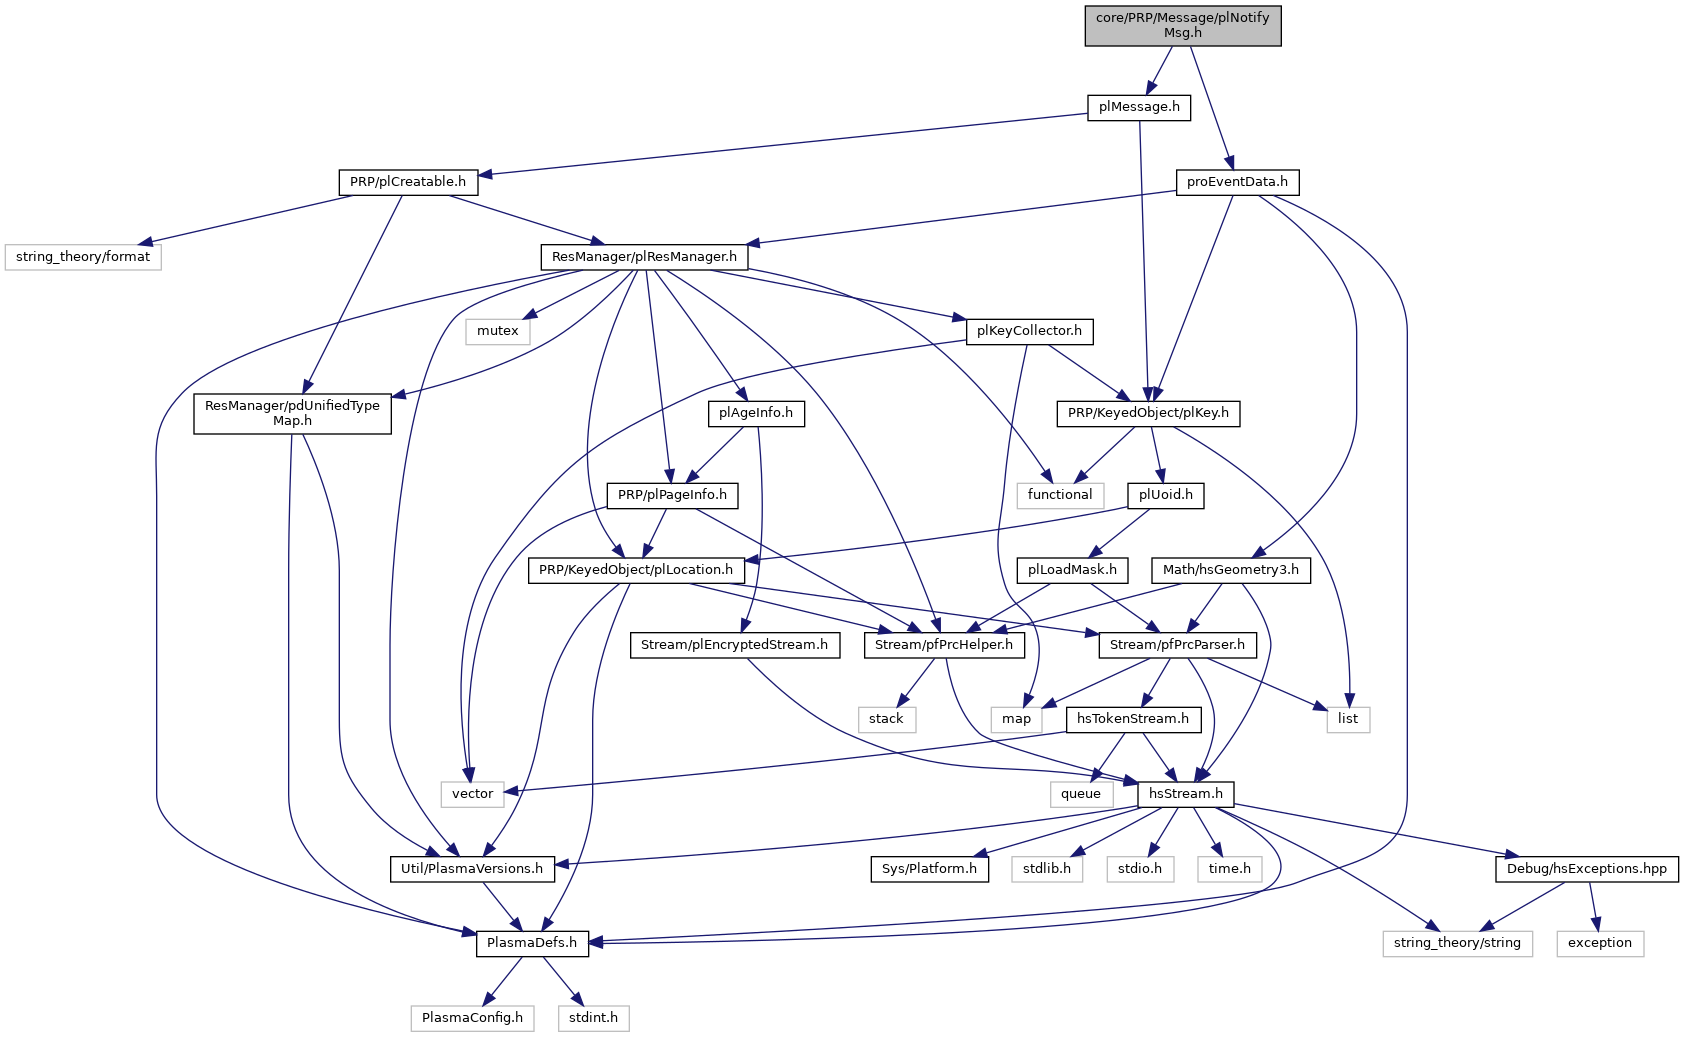 core/PRP/Message/plNotify
Msg.h
plMessage.h
PRP/plCreatable.h
proEventData.h
string_theory/format
ResManager/plResManager.h
mutex
plKeyCollector.h
ResManager/pdUnifiedType
Map.h
plAgeInfo.h
PRP/KeyedObject/plKey.h
PRP/plPageInfo.h
functional
plUoid.h
PRP/KeyedObject/plLocation.h
plLoadMask.h
Math/hsGeometry3.h
Stream/plEncryptedStream.h
Stream/pfPrcHelper.h
Stream/pfPrcParser.h
stack
map
hsTokenStream.h
list
vector
queue
hsStream.h
Util/PlasmaVersions.h
Sys/Platform.h
stdlib.h
stdio.h
time.h
Debug/hsExceptions.hpp
PlasmaDefs.h
string_theory/string
exception
PlasmaConfig.h
stdint.h